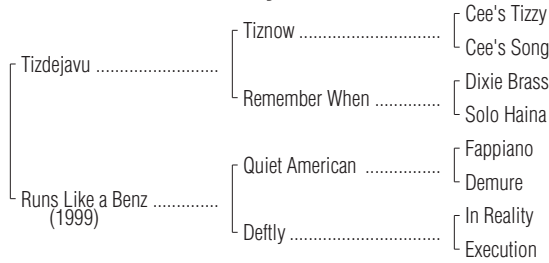 Cee's Tizzy
Tiznow ................................
Cee's Song
Tizdejavu ........................
Dixie Brass
Remember When ...............
Solo Haina
Fappiano
Quiet American .................
Demure
Runs Like a Benz .............
(1999)
In Reality
Deftly ..................................
Execution